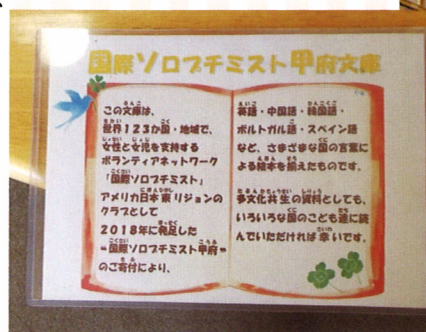 国際ソロプチミスト甲府文庫
この文庫は、
世界123か国・地域で、
女性と女児を支持する
ボランティアネットワーク
「国際ソロプチミスト」
アメリカ日本東リジョンの
クラブとして
2018年に発足した
“国際ソロプチミスト甲府”
のご寄付により、
英語・中国語・韓国語・
ポルトガル語・スペイン語
など、さまざまな国の言葉に
よる絵本を揃えたものです。
多文化共生の資料としても、
いろいろな国のこども達に読
んでいただければ幸いです。